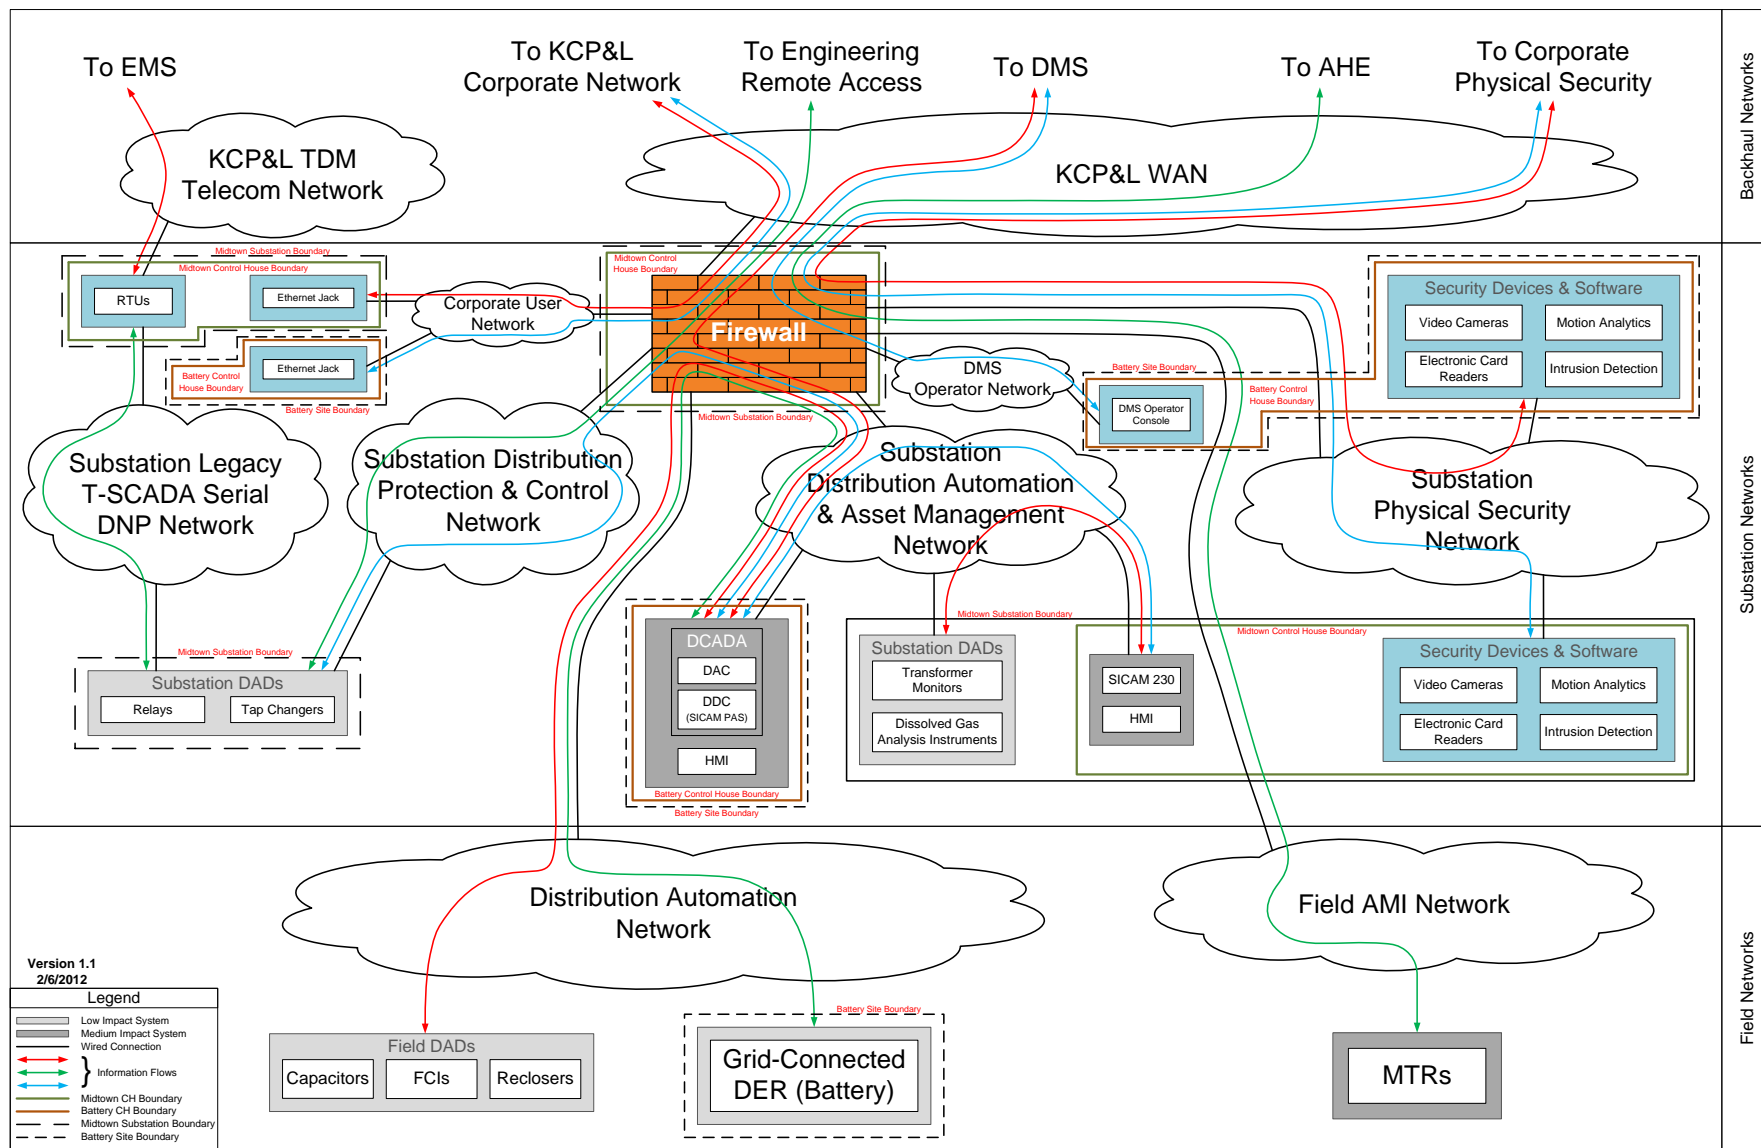 To EMS
To KCP&L
Corporate Network
To Engineering
Remote Access
To DMS
To AHE
To Corporate
Physical Security
Backhaul Networks
KCP&L TDM
Telecom Network
KCP&L WAN
Midtown Substation Boundary
Midtown Control House Boundary
RTUs
Ethernet Jack
Corporate User
Network
Midtown Control
House Boundary
Firewall
Midtown Substation Boundary
Battery Control
House Boundary
Ethernet Jack
Battery Site Boundary
DMS
Operator Network
Battery Site Boundary
Battery Control
House Boundary
DMS Operator
Console
Security Devices & Software
Video Cameras
Motion Analytics
Electronic Card
Readers
Intrusion Detection
Substation Networks
Substation Legacy
T-SCADA Serial
DNP Network
Substation Distribution
Protection & Control
Network
Substation
Distribution Automation
& Asset Management
Network
Substation
Physical Security
Network
Midtown Substation Boundary
Substation DADs
Relays
Tap Changers
DCADA
DAC
DDC
(SICAM PAS)
HMI
Battery Control House Boundary
Battery Site Boundary
Midtown Substation Boundary
Substation DADs
Transformer
Monitors
Dissolved Gas
Analysis Instruments
Midtown Control House Boundary
SICAM 230
HMI
Security Devices & Software
Video Cameras
Motion Analytics
Electronic Card
Readers
Intrusion Detection
Distribution Automation
Network
Field AMI Network
Field Networks
Battery Site Boundary
Field DADs
Capacitors
FCIs
Reclosers
Grid-Connected
DER (Battery)
MTRs
Version 1.1
2/6/2012
Legend
Low Impact System
Medium Impact System
Wired Connection
Information Flows
Midtown CH Boundary
Battery CH Boundary
Midtown Substation Boundary
Battery Site Boundary